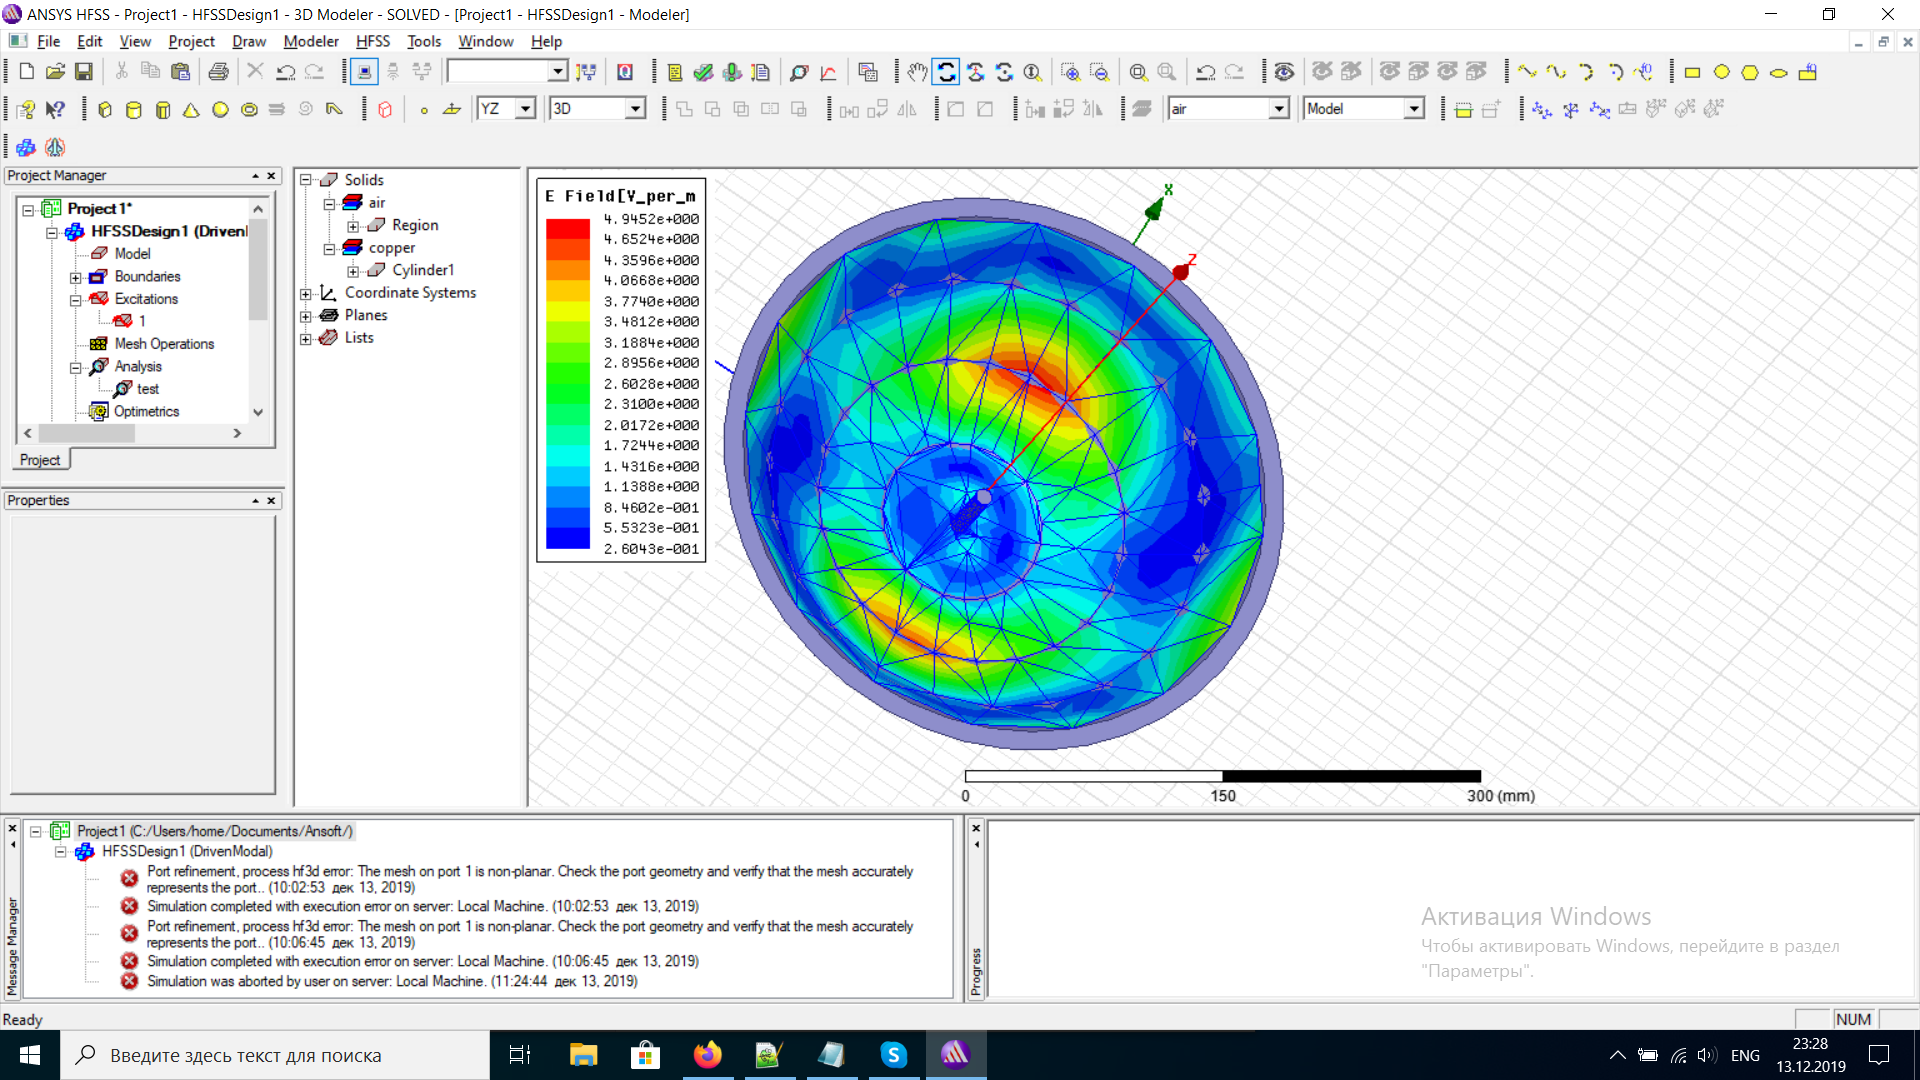 ANSYS HFSS - Project1 - HFSSDesign1 - 3D Modeler - SOLVED - [Project1 - HFSSDesign1 - Modeler]
File Edit View Project Draw Modeler HFSS Tools Window Help
YZ 3D air Model
Project Manager
Project1*
HFSSDesign1 (Driven
Model
Boundaries
Excitations
1
Mesh Operations
Analysis
test
Optimetrics
Project
Properties
Solids
air
Region
copper
Cylinder1
Coordinate Systems
Planes
Lists
E Field[V_per_m
4.9452e+000
4.6524e+000
4.3596e+000
4.0668e+000
3.7740e+000
3.4812e+000
3.1884e+000
2.8956e+000
2.6028e+000
2.3100e+000
2.0172e+000
1.7244e+000
1.4316e+000
1.1388e+000
8.4602e-001
5.5323e-001
2.6043e-001
X
Z
0 150 300 (mm)
Project1 (C:/Users/home/Documents/Ansoft/)
HFSSDesign1 (DrivenModal)
Port refinement, process hf3d error: The mesh on port 1 is non-planar. Check the port geometry and verify that the mesh accurately
represents the port.. (10:02:53 дек 13, 2019)
Simulation completed with execution error on server: Local Machine. (10:02:53 дек 13, 2019)
Port refinement, process hf3d error: The mesh on port 1 is non-planar. Check the port geometry and verify that the mesh accurately
represents the port.. (10:06:45 дек 13, 2019)
Simulation completed with execution error on server: Local Machine. (10:06:45 дек 13, 2019)
Simulation was aborted by user on server: Local Machine. (11:24:44 дек 13, 2019)
Message Manager
Progress
Активация Windows
Чтобы активировать Windows, перейдите в раздел
"Параметры".
Ready
NUM
Введите здесь текст для поиска
ENG
23:28
13.12.2019